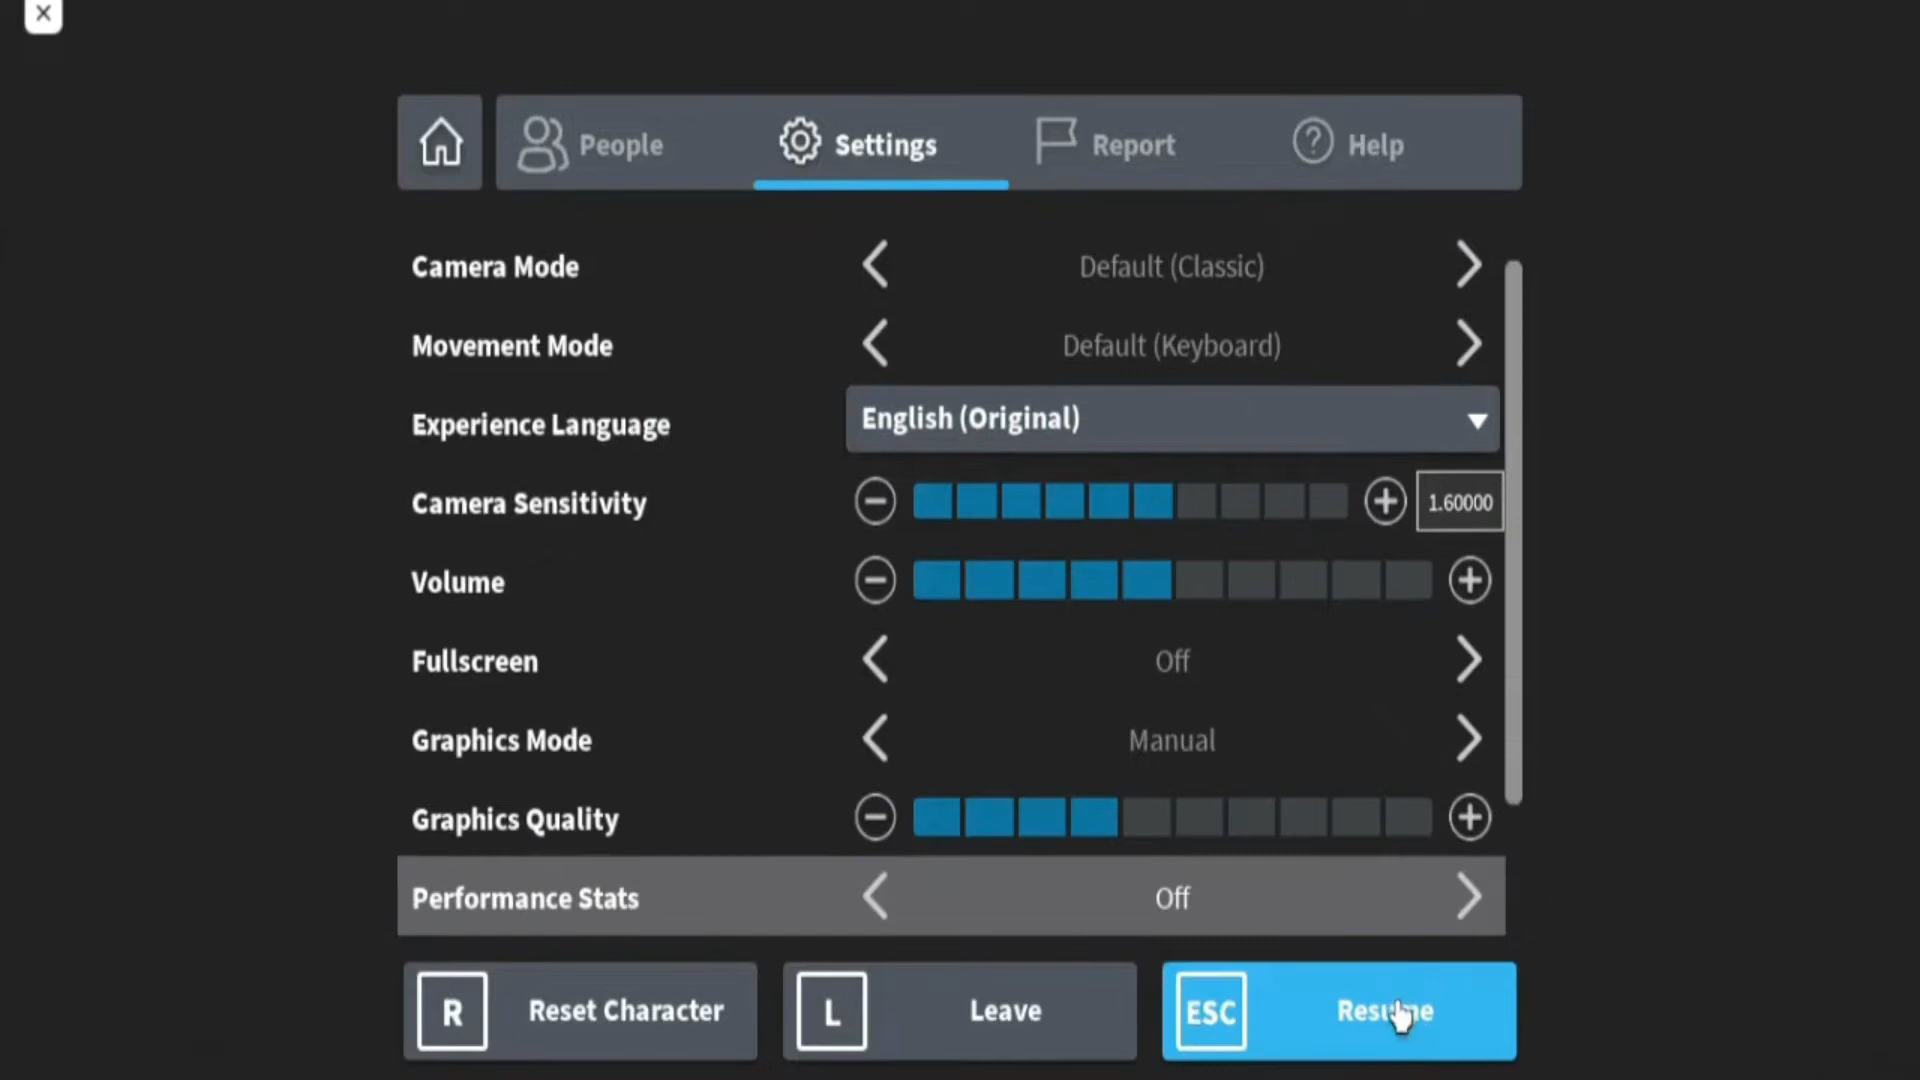 People Settings Report Help
Camera Mode Default (Classic)
Movement Mode Default (Keyboard)
Experience Language English (Original)
Camera Sensitivity 1.60000
Volume
Fullscreen Off
Graphics Mode Manual
Graphics Quality
Performance Stats Off
R Reset Character L Leave ESC Resume